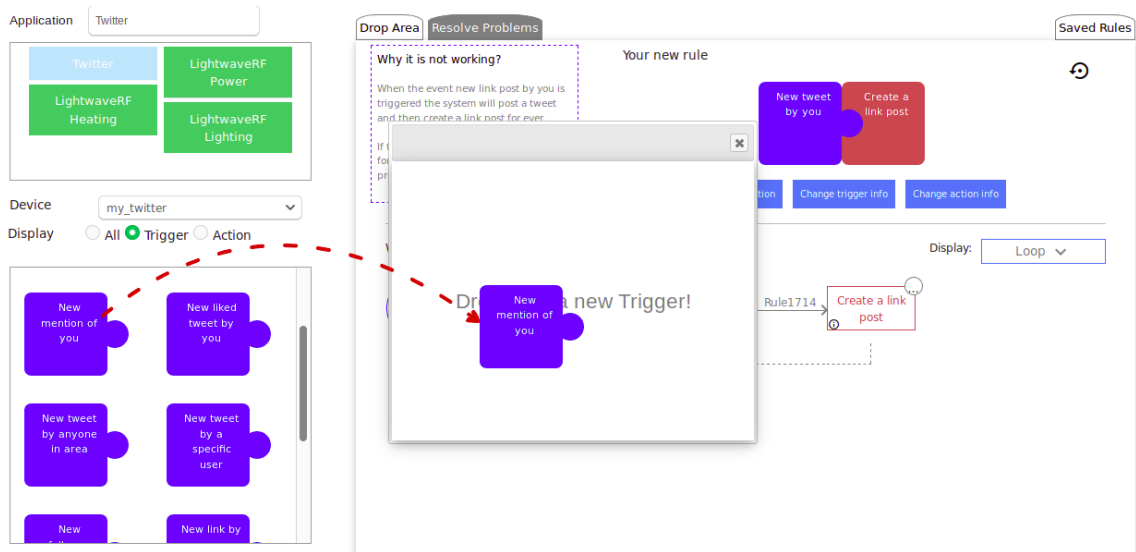 Application
Twitter
Twitter
LightwaveRF
Power
LightwaveRF
Heating
LightwaveRF
Lighting
Device
my_twitter
Display
All
Trigger
Action
New
mention of
you
New liked
tweet by
you
New tweet
by anyone
in area
New tweet
by a
specific
user
New
New link by
Drop Area
Resolve Problems
Saved Rules
Why it is not working?
When the event new link post by you is
triggered the system will post a tweet
and then create a link post for ever.
Your new rule
New tweet
by you
Create a
link post
Change trigger info
Change action info
Display:
Loop
a new Trigger!
New
mention of
you
Rule1714
Create a link
post
...